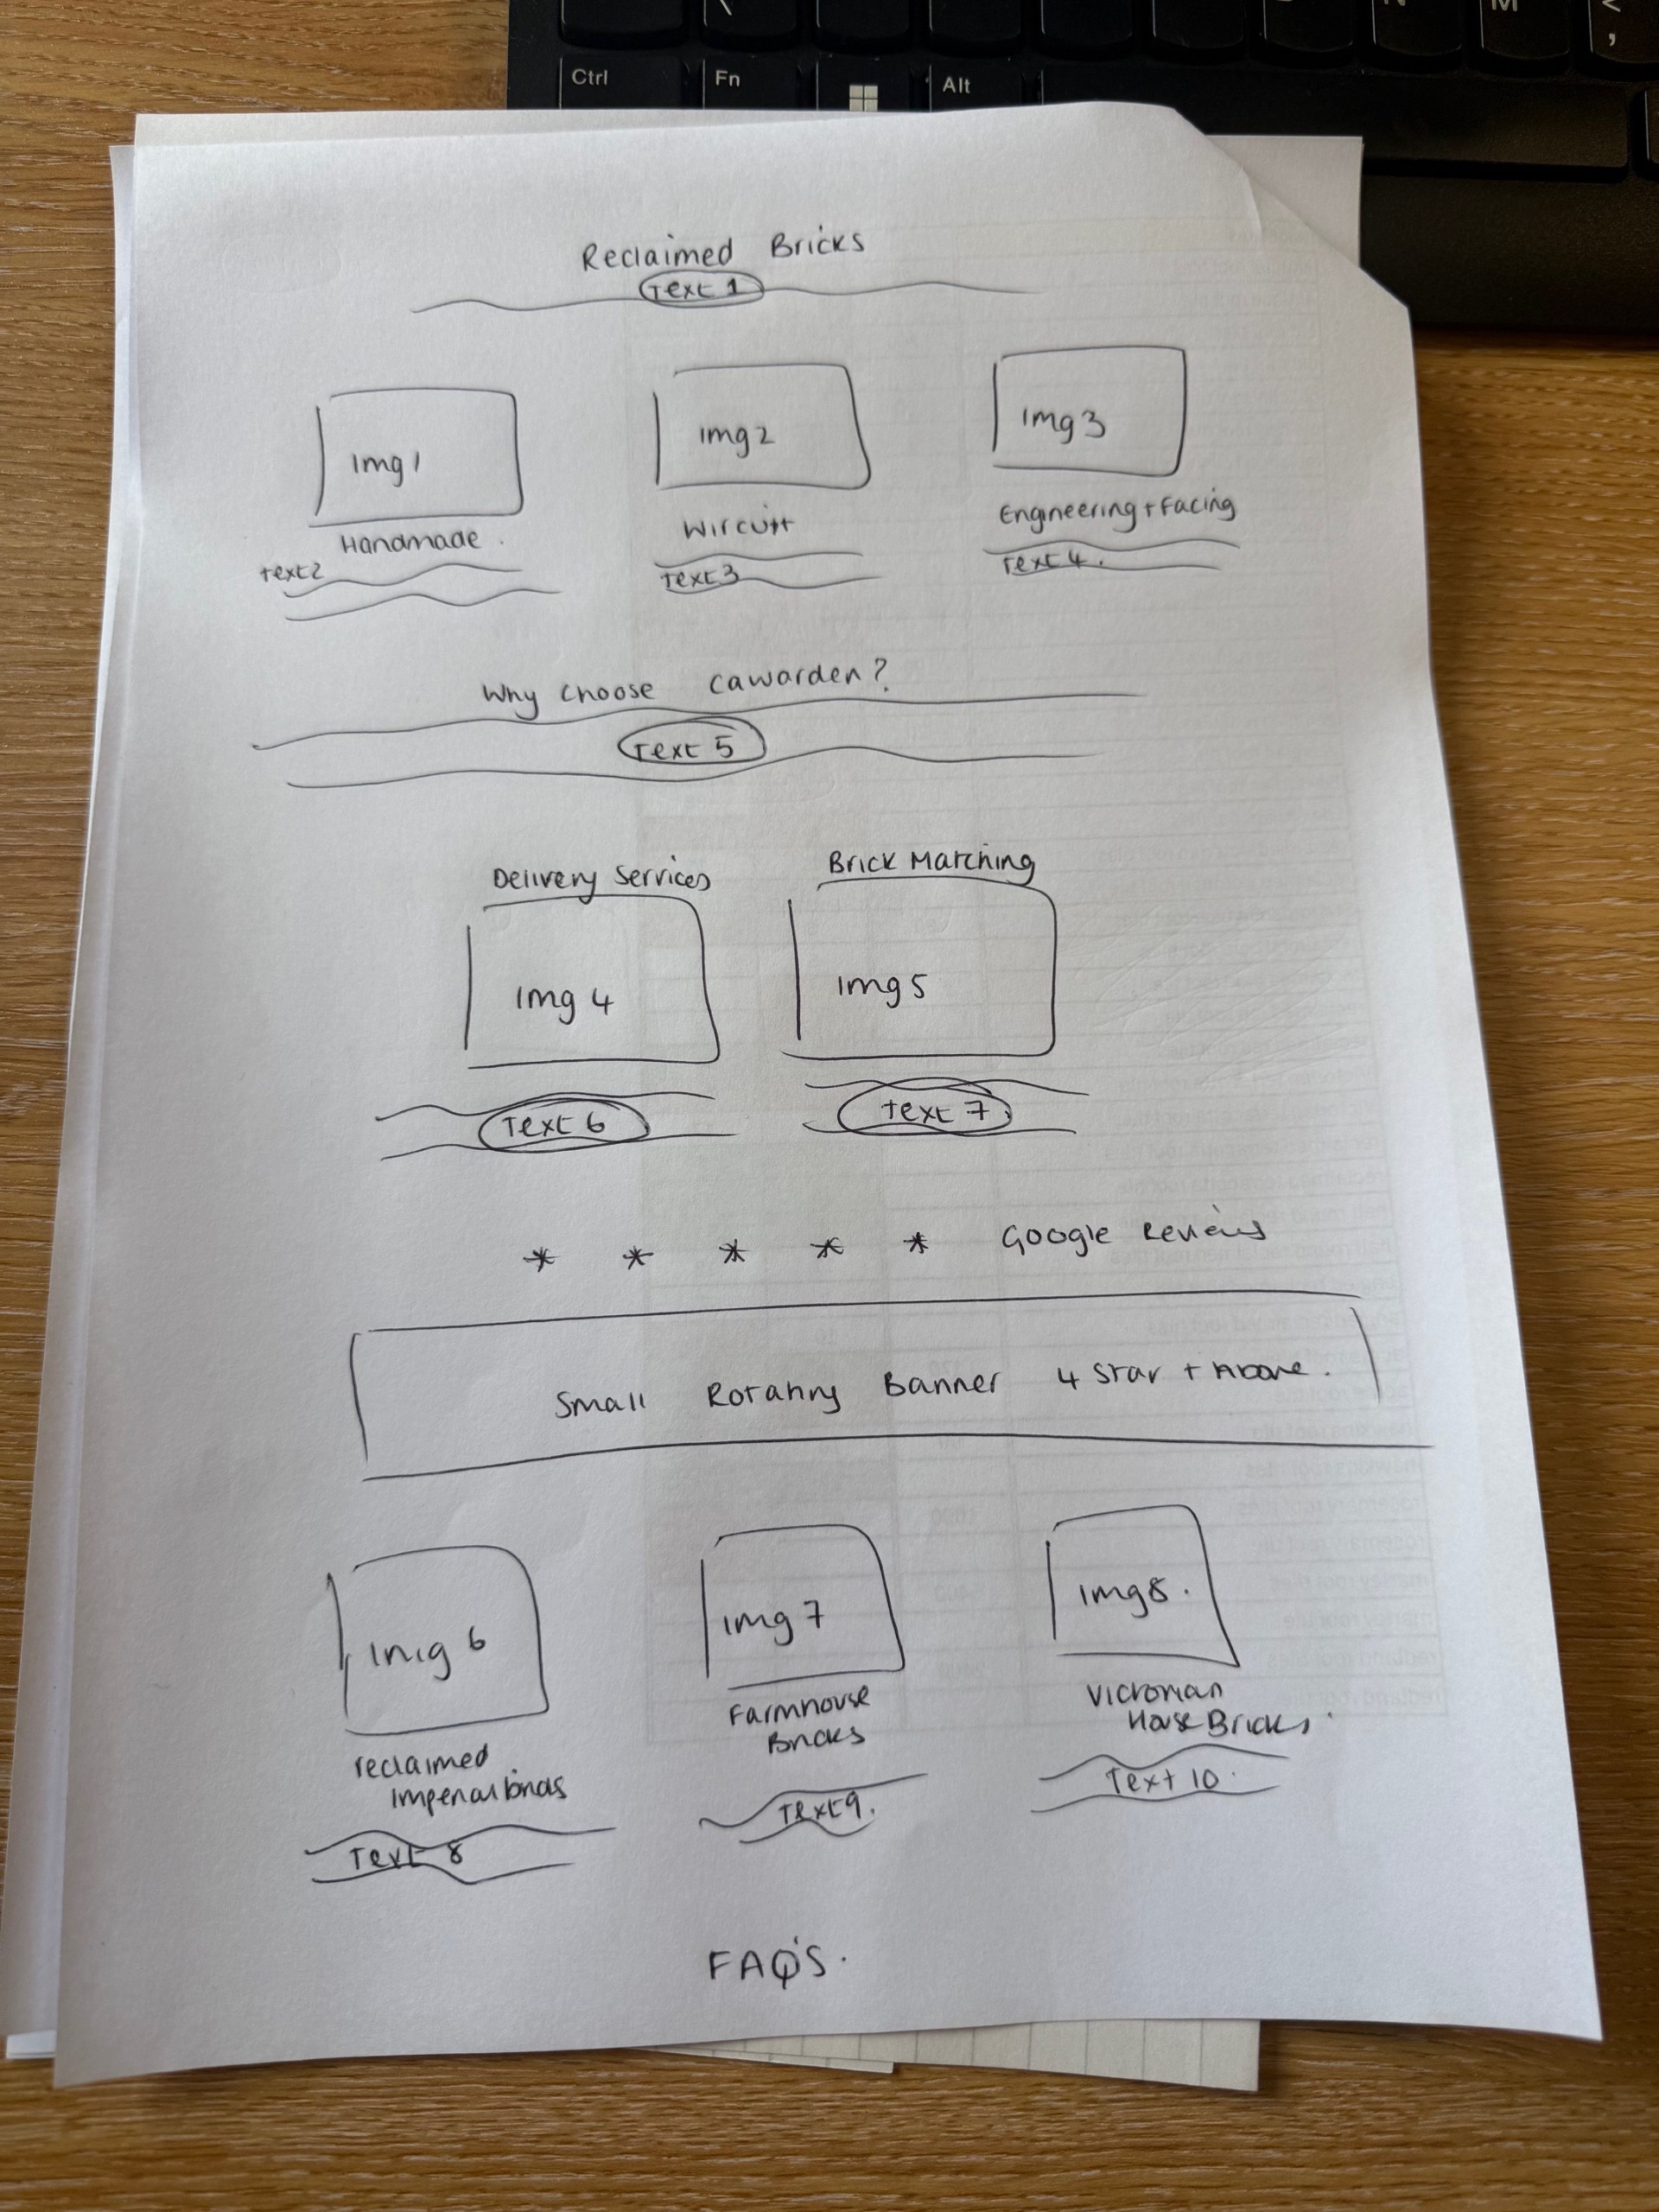 Ctrl Fn Alt
Reclaimed Bricks
Text 1
img 1 img 2 img 3
Handmade. Wircutt Engineering + Facing
Text 2 Text 3 Text 4.
Why choose cawarden?
Text 5
Delivery Services Brick Matching
img 4 img 5
Text 6 Text 7.
* * * * * Google Reviews
Small Rotating Banner 4 star + Above.
img 6 img 7 img 8.
reclaimed Farmhouse Victorian
imperial bricks Bricks House Bricks.
Text 8 Text 9. Text 10.
FAQ'S.